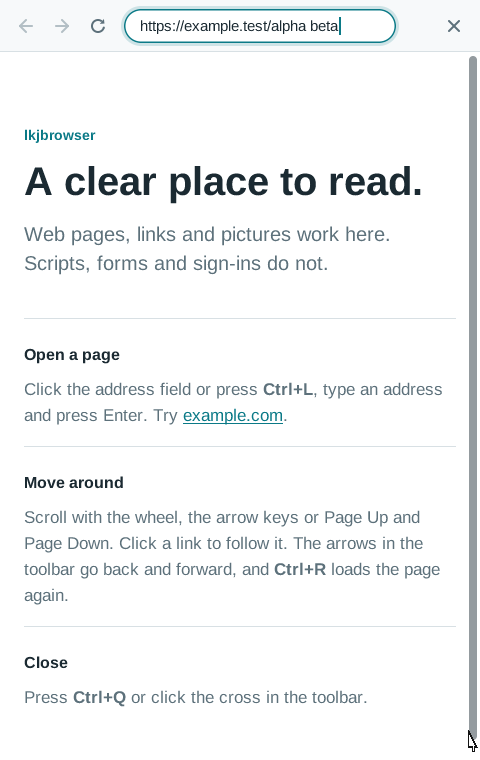 https://example.test/alpha beta
lkjbrowser
A clear place to read.
Web pages, links and pictures work here.
Scripts, forms and sign-ins do not.
Open a page
Click the address field or press Ctrl+L, type an address
and press Enter. Try example.com.
Move around
Scroll with the wheel, the arrow keys or Page Up and
Page Down. Click a link to follow it. The arrows in the
toolbar go back and forward, and Ctrl+R loads the page
again.
Close
Press Ctrl+Q or click the cross in the toolbar.